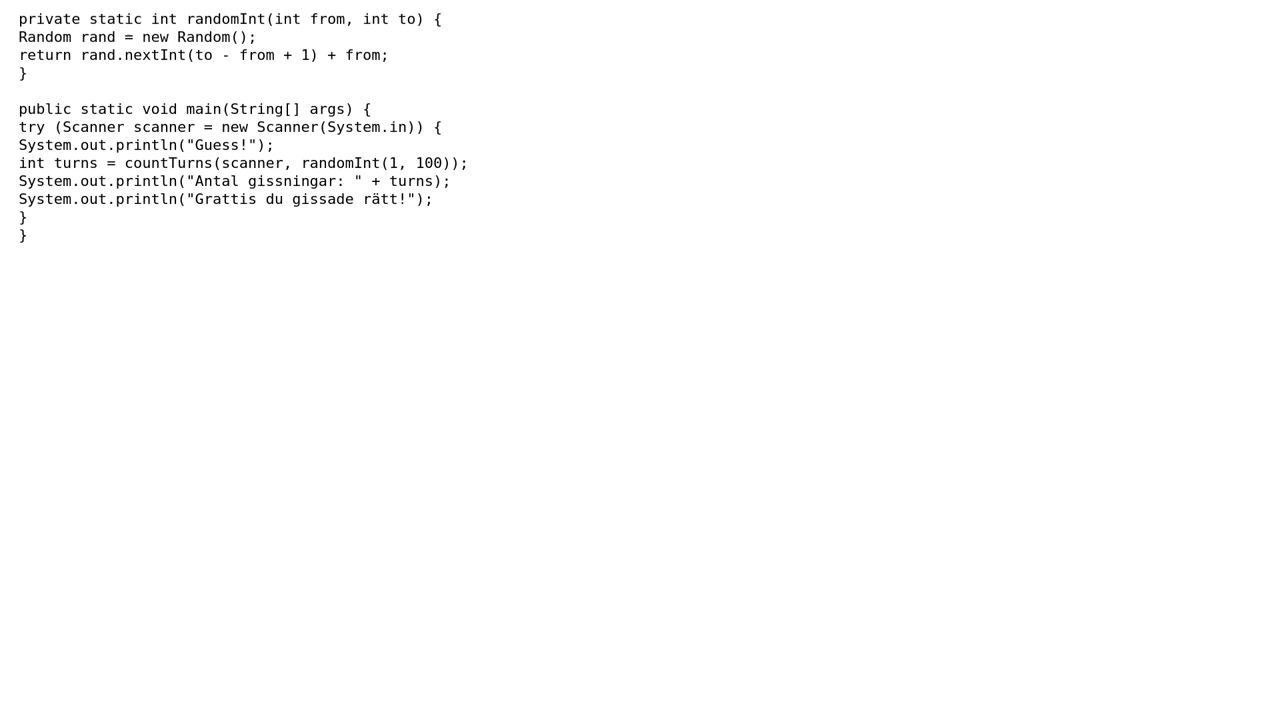 private static int randomInt(int from, int to) {
Random rand = new Random();
return rand.nextInt(to - from + 1) + from;
}

public static void main(String[] args) {
try (Scanner scanner = new Scanner(System.in)) {
System.out.println("Guess!");
int turns = countTurns(scanner, randomInt(1, 100));
System.out.println("Antal gissningar: " + turns);
System.out.println("Grattis du gissade rätt!");
}
}